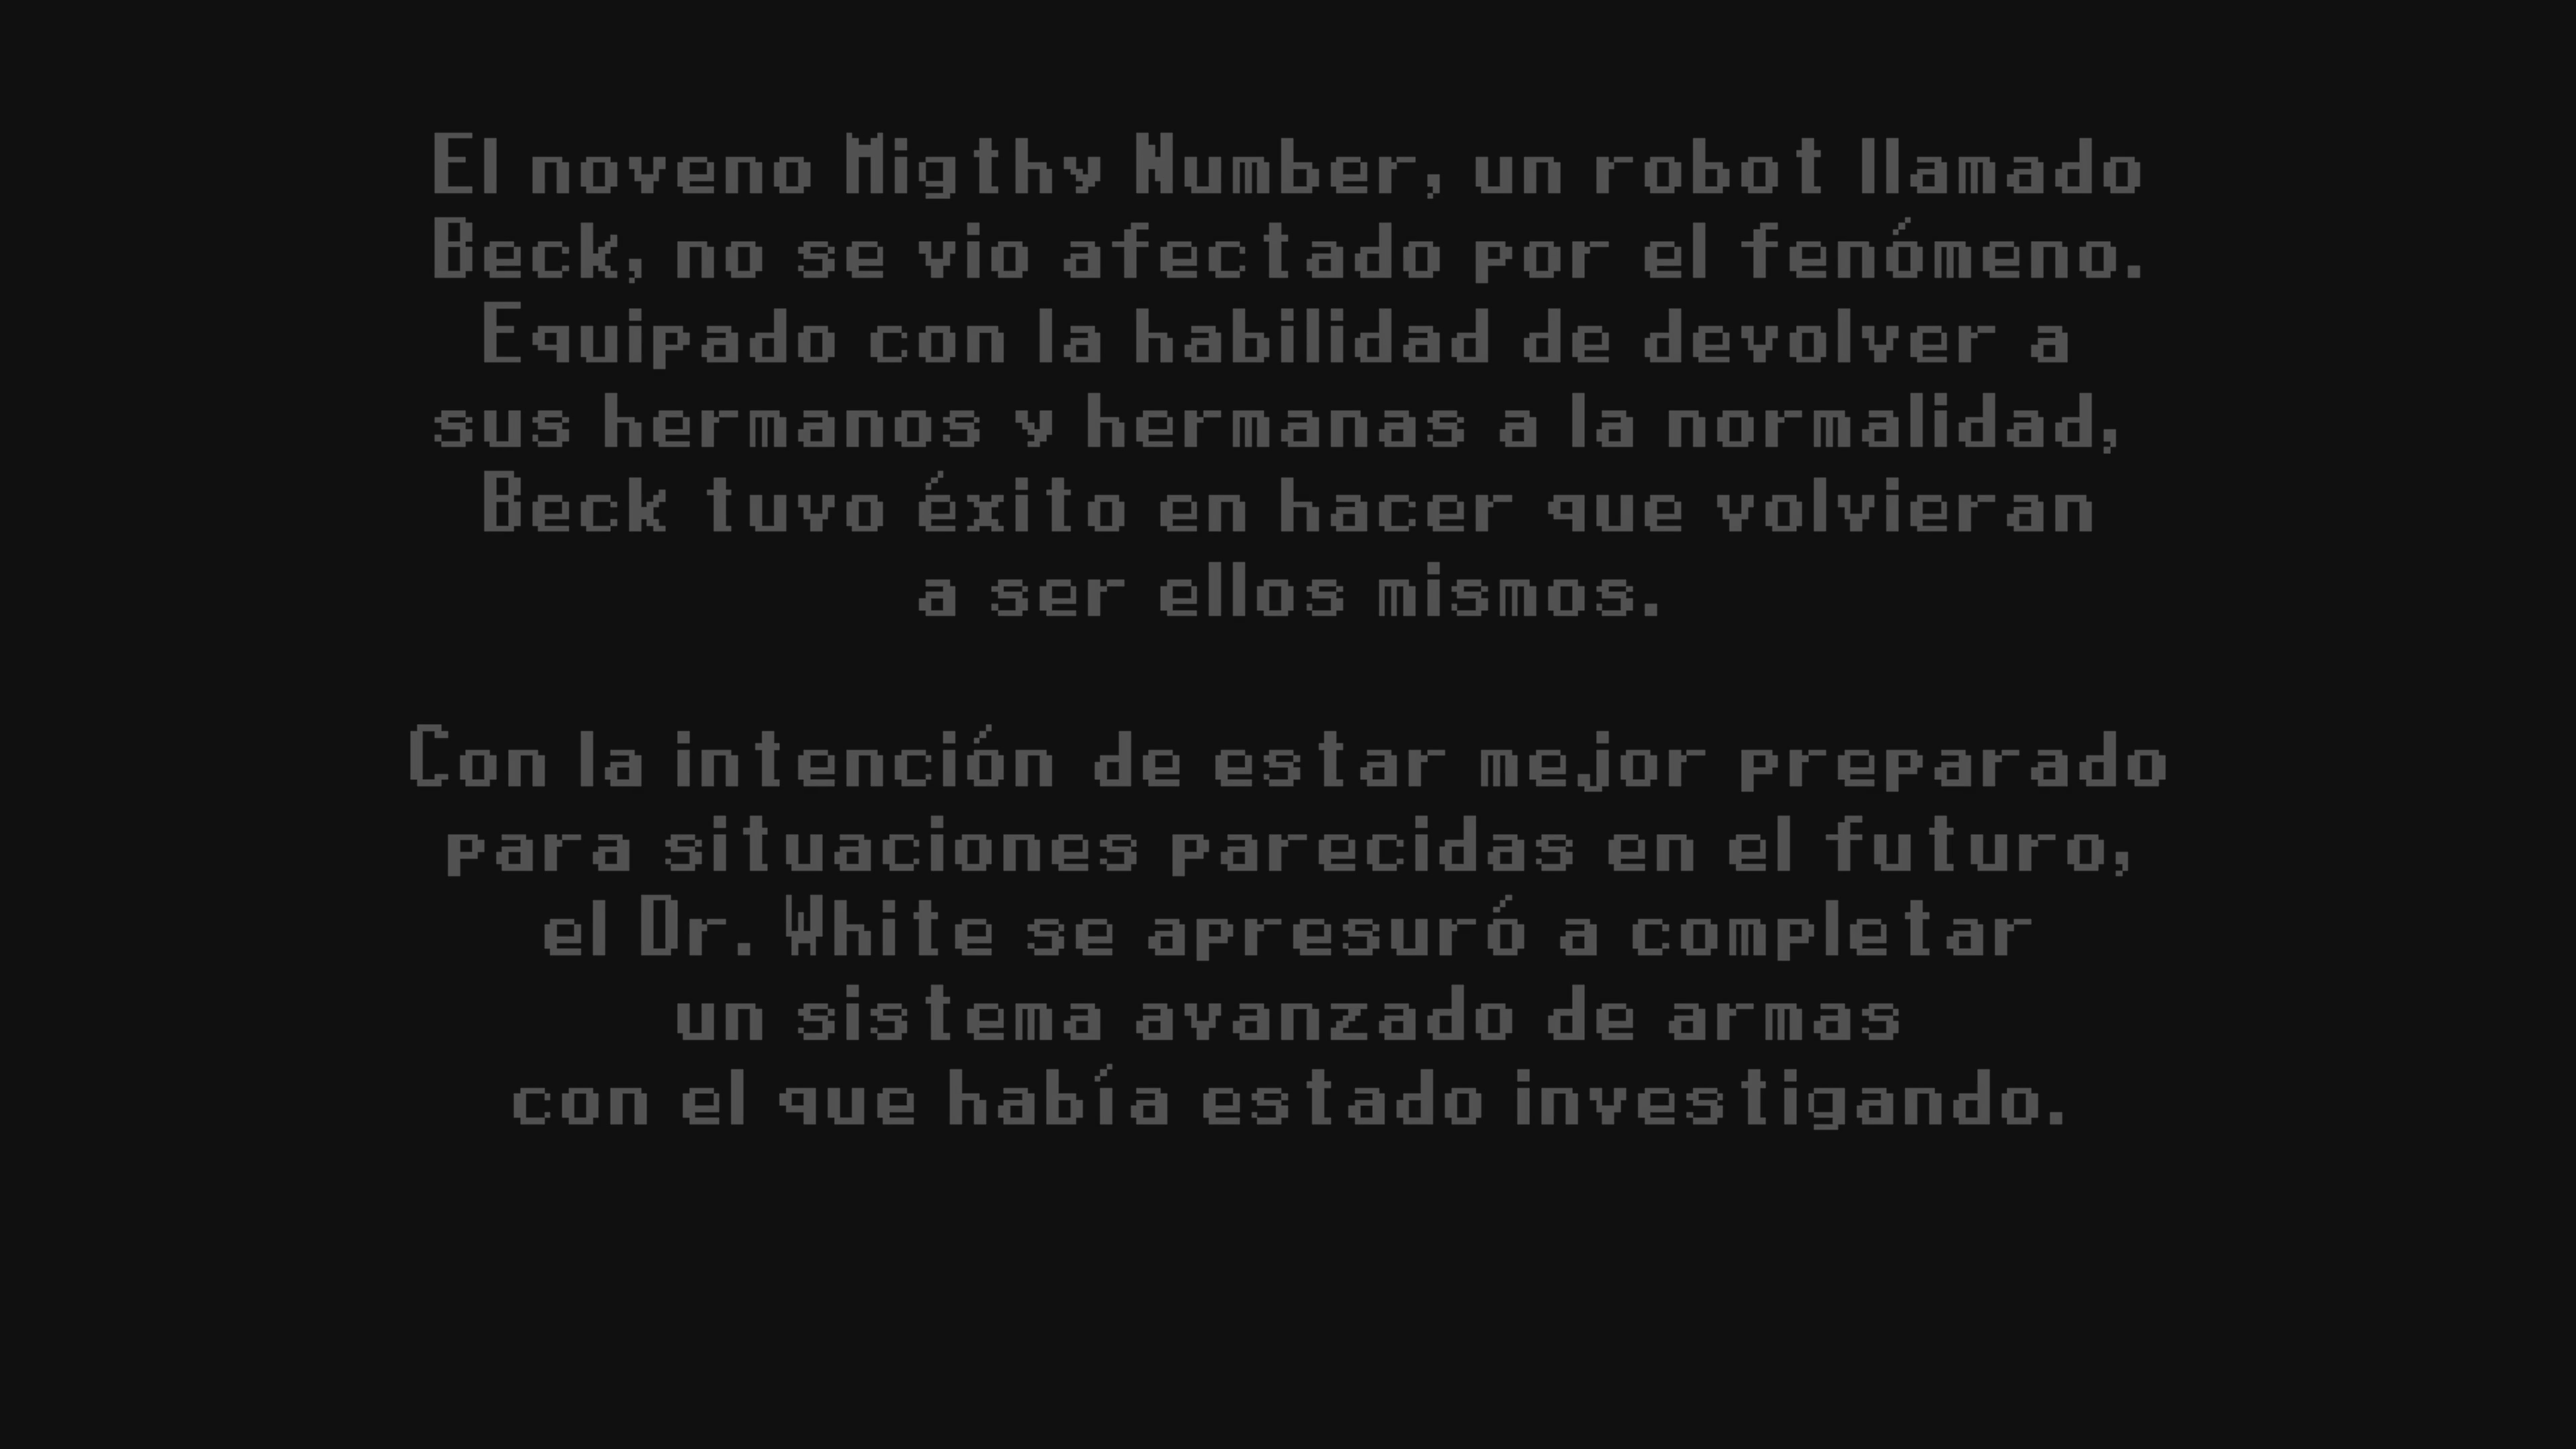 El noveno Migthy Number, un robot llamado
Beck, no se vio afectado por el fenómeno.
Equipado con la habilidad de devolver a
sus hermanos y hermanas a la normalidad,
Beck tuvo éxito en hacer que volvieran
a ser ellos mismos.
Con la intención de estar mejor preparado
para situaciones parecidas en el futuro,
el Dr. White se apresuró a completar
un sistema avanzado de armas
con el que había estado investigando.